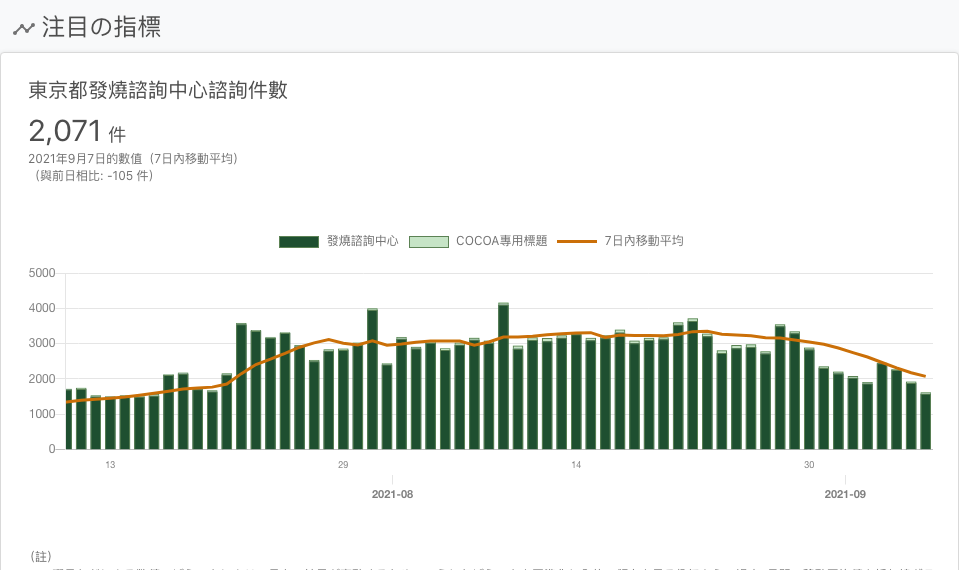 注目の指標
東京都發燒諮詢中心諮詢件數
2,071 件
2021年9月7日的數值（7日內移動平均）
（與前日相比: -105 件）
發燒諮詢中心 COCOA專用標題 7日內移動平均
5000
4000
3000
2000
1000
0
13 29 14 30
2021-08 2021-09
(註)